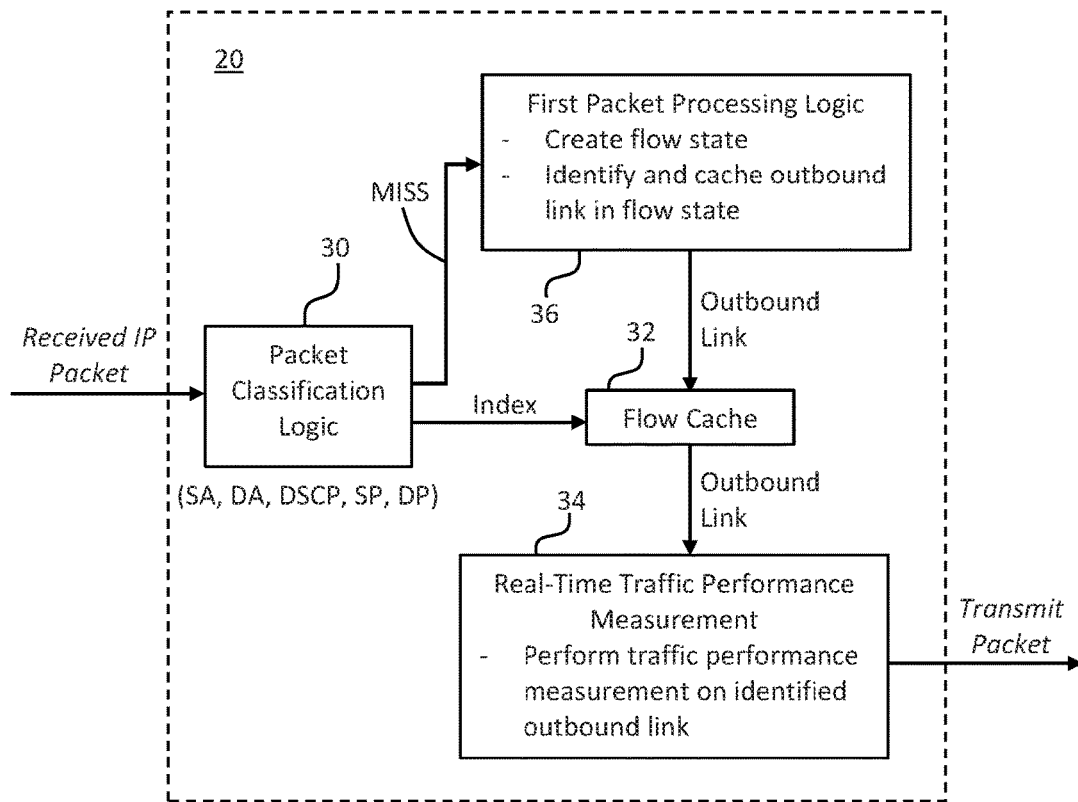 20
First Packet Processing Logic
- Create flow state
- Identify and cache outbound
link in flow state
MISS
30
36
Outbound
Link
Received IP
Packet
Packet
Classification
Logic
32
Index
Flow Cache
(SA, DA, DSCP, SP, DP)
Outbound
Link
34
Real-Time Traffic Performance
Measurement
- Perform traffic performance
measurement on identified
outbound link
Transmit
Packet